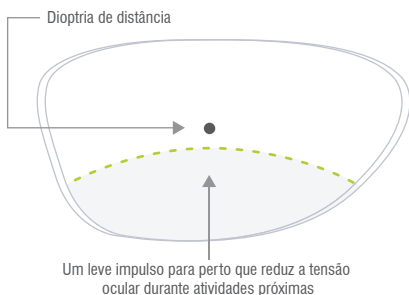 Dioptria de distância
Um leve impulso para perto que reduz a tensão
ocular durante atividades próximas